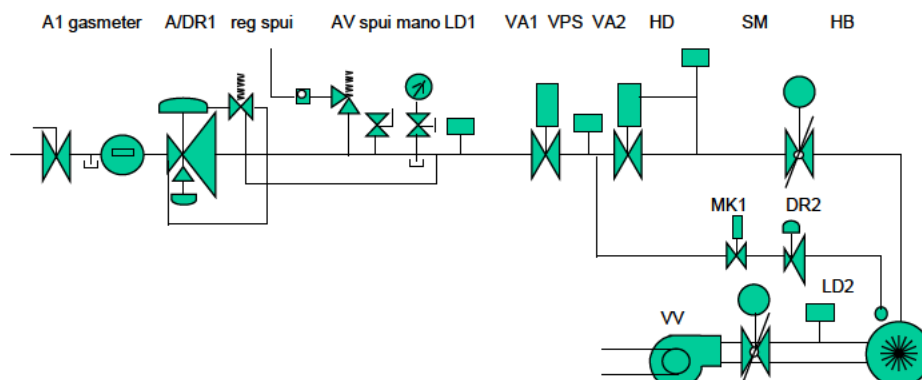 A1 gasmeter A/DR1 reg spui AV spui mano LD1 VA1 VPS VA2 HD SM HB
MK1 DR2
LD2
VV